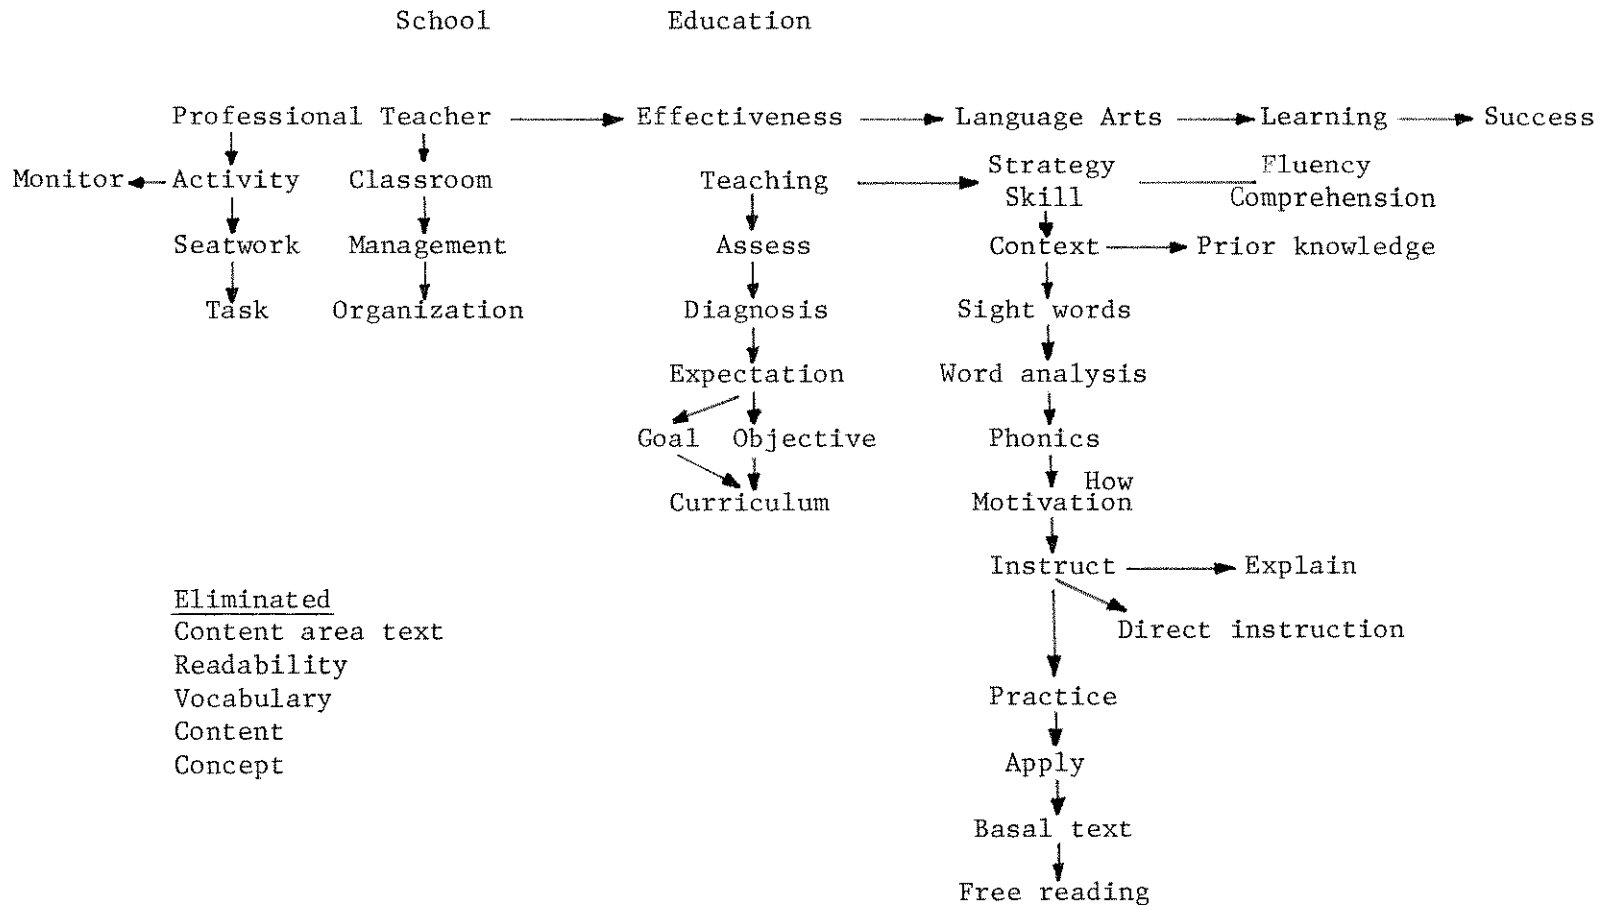 School Education
Professional Teacher Effectiveness Language Arts Learning Success
Strategy Fluency
Monitor Activity Classroom Teaching
Skill Comprehension
Seatwork Management Assess Context Prior knowledge
Task Organization Diagnosis Sight words
Expectation Word analysis
Goal Objective Phonics
How
Curriculum Motivation
Instruct Explain
Eliminated
Content area text Direct instruction
Readability
Vocabulary Practice
Content
Concept Apply
Basal text
Free reading